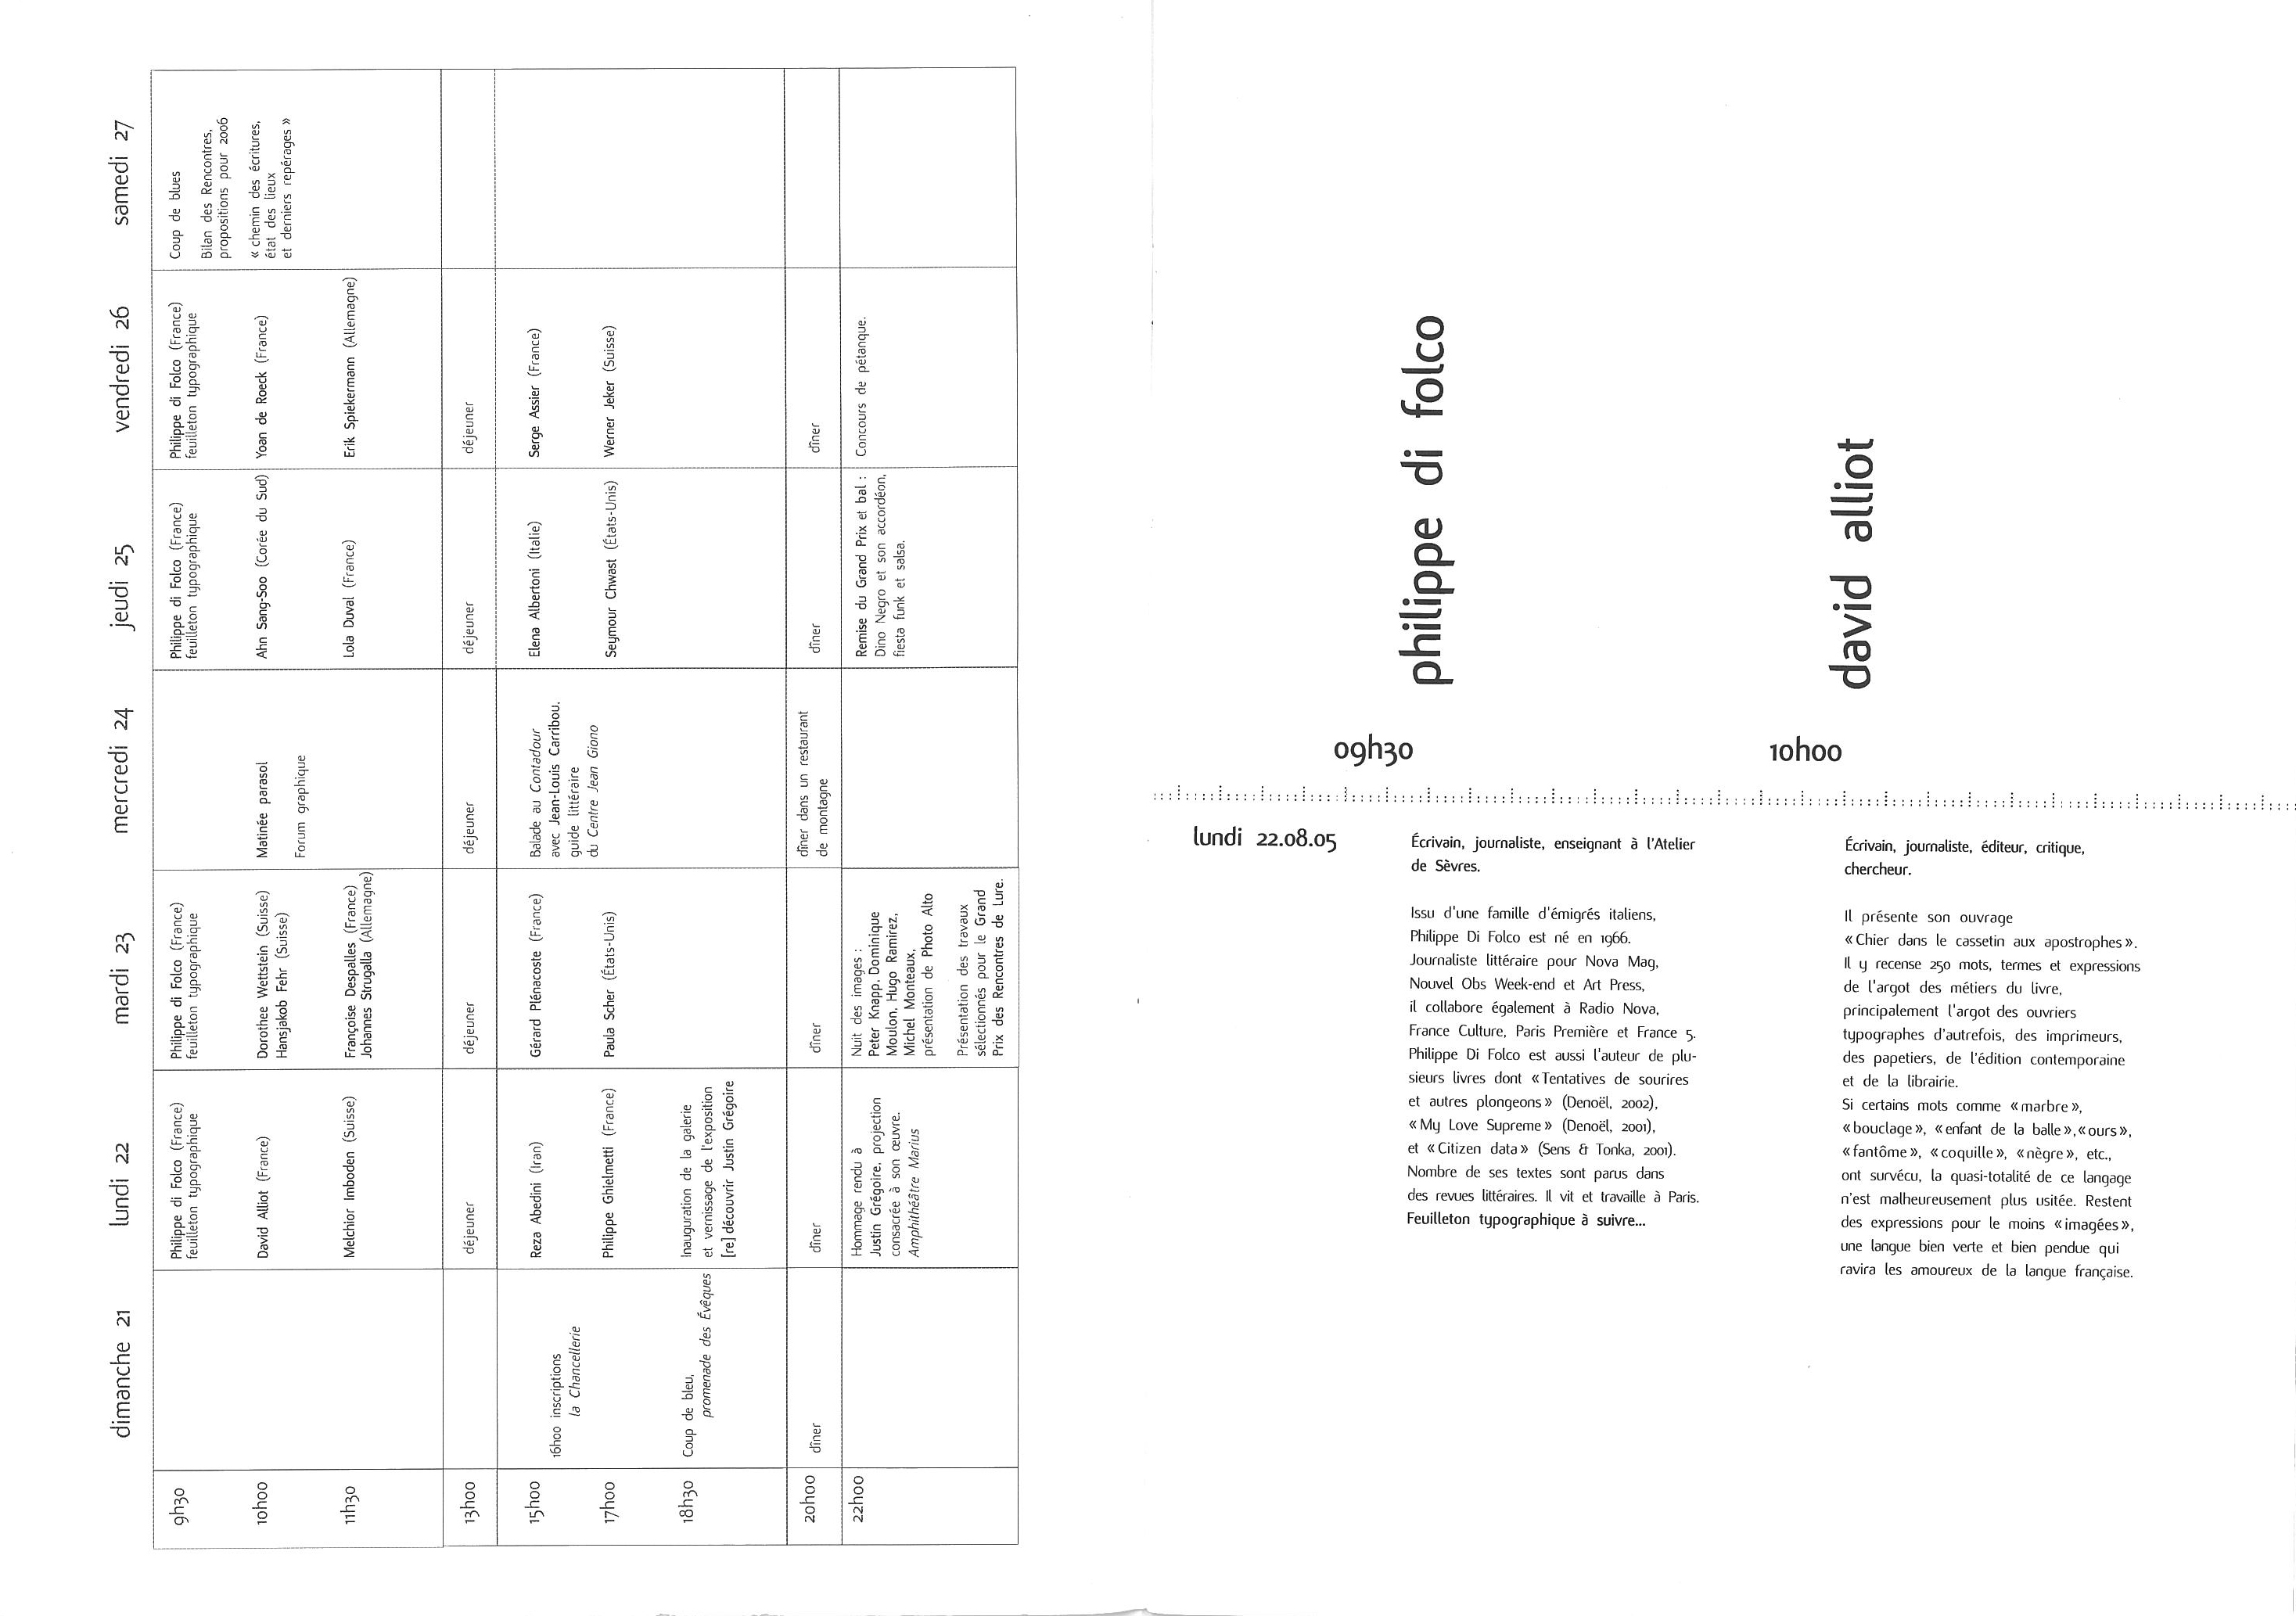 dimanche 21
lundi 22
mardi 23
mercredi 24
jeudi 25
vendredi 26
samedi 27
9h30
Philippe di Folco (France)
feuilleton typographique
Philippe di Folco (France)
feuilleton typographique
Philippe di Folco (France)
feuilleton typographique
Philippe di Folco (France)
feuilleton typographique
Coup de blues
Bilan des Rencontres,
propositions pour 2006
« chemin des écritures,
état des lieux
et derniers repérages »
10h00
David Alliot (France)
Dorothee Wettstein (Suisse)
Hansjakob Fehr (Suisse)
Matinée parasol
Forum graphique
Ahn Sang-Soo (Corée du Sud)
Yoan de Roeck (France)
11h30
Melchior Imboden (Suisse)
Françoise Despalles (France)
Johannes Strugalla (Allemagne)
Lola Duval (France)
Erik Spiekermann (Allemagne)
13h00
déjeuner
déjeuner
déjeuner
déjeuner
déjeuner
15h00
16h00 inscriptions
la Chancellerie
Reza Abedini (Iran)
Gérard Plénacoste (France)
Balade au Contadour
avec Jean-Louis Carribou,
guide littéraire
du Centre Jean Giono
Elena Albertoni (Italie)
Serge Assier (France)
17h00
Philippe Ghielmetti (France)
Paula Scher (États-Unis)
Seymour Chwast (États-Unis)
Werner Jeker (Suisse)
18h30
Coup de bleu,
promenade des Évêques
Inauguration de la galerie
et vernissage de l'exposition
[re] découvrir Justin Grégoire
20h00
dîner
dîner
dîner
dîner dans un restaurant
de montagne
dîner
dîner
22h00
Hommage rendu à
Justin Grégoire, projection
consacrée à son œuvre.
Amphithéâtre Marius
Nuit des images :
Peter Knapp, Dominique
Moulon, Hugo Ramirez,
Michel Monteaux,
présentation de Photo Alto
Présentation des travaux
sélectionnés pour le Grand
Prix des Rencontres de Lure.
Remise du Grand Prix et bal :
Dino Negro et son accordéon,
fiesta funk et salsa.
Concours de pétanque.
lundi 22.08.05
09h30
philippe di folco
Écrivain, journaliste, enseignant à l'Atelier
de Sèvres.
Issu d'une famille d'émigrés italiens,
Philippe Di Folco est né en 1966.
Journaliste littéraire pour Nova Mag,
Nouvel Obs Week-end et Art Press,
il collabore également à Radio Nova,
France Culture, Paris Première et France 5.
Philippe Di Folco est aussi l'auteur de plu-
sieurs livres dont « Tentatives de sourires
et autres plongeons » (Denoël, 2002),
« My Love Supreme » (Denoël, 2001),
et « Citizen data » (Sens & Tonka, 2001).
Nombre de ses textes sont parus dans
des revues littéraires. Il vit et travaille à Paris.
Feuilleton typographique à suivre...
10h00
david alliot
Écrivain, journaliste, éditeur, critique,
chercheur.
Il présente son ouvrage
« Chier dans le cassetin aux apostrophes ».
Il y recense 250 mots, termes et expressions
de l'argot des métiers du livre,
principalement l'argot des ouvriers
typographes d'autrefois, des imprimeurs,
des papetiers, de l'édition contemporaine
et de la librairie.
Si certains mots comme « marbre »,
« bouclage », « enfant de la balle », « ours »,
« fantôme », « coquille », « nègre », etc.,
ont survécu, la quasi-totalité de ce langage
n'est malheureusement plus usitée. Restent
des expressions pour le moins « imagées »,
une langue bien verte et bien pendue qui
ravira les amoureux de la langue française.